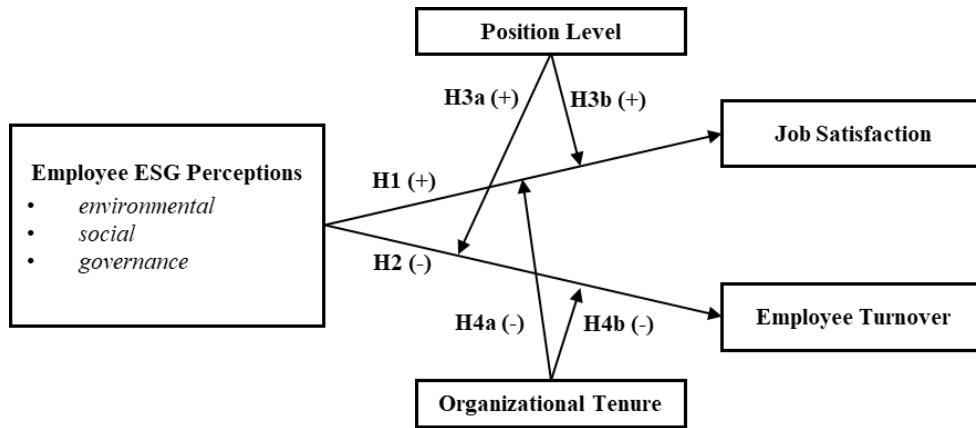 Position Level
H3a (+)
H3b (+)
Job Satisfaction
Employee ESG Perceptions
• environmental
• social
• governance
H1 (+)
H2 (-)
H4a (-)
H4b (-)
Employee Turnover
Organizational Tenure